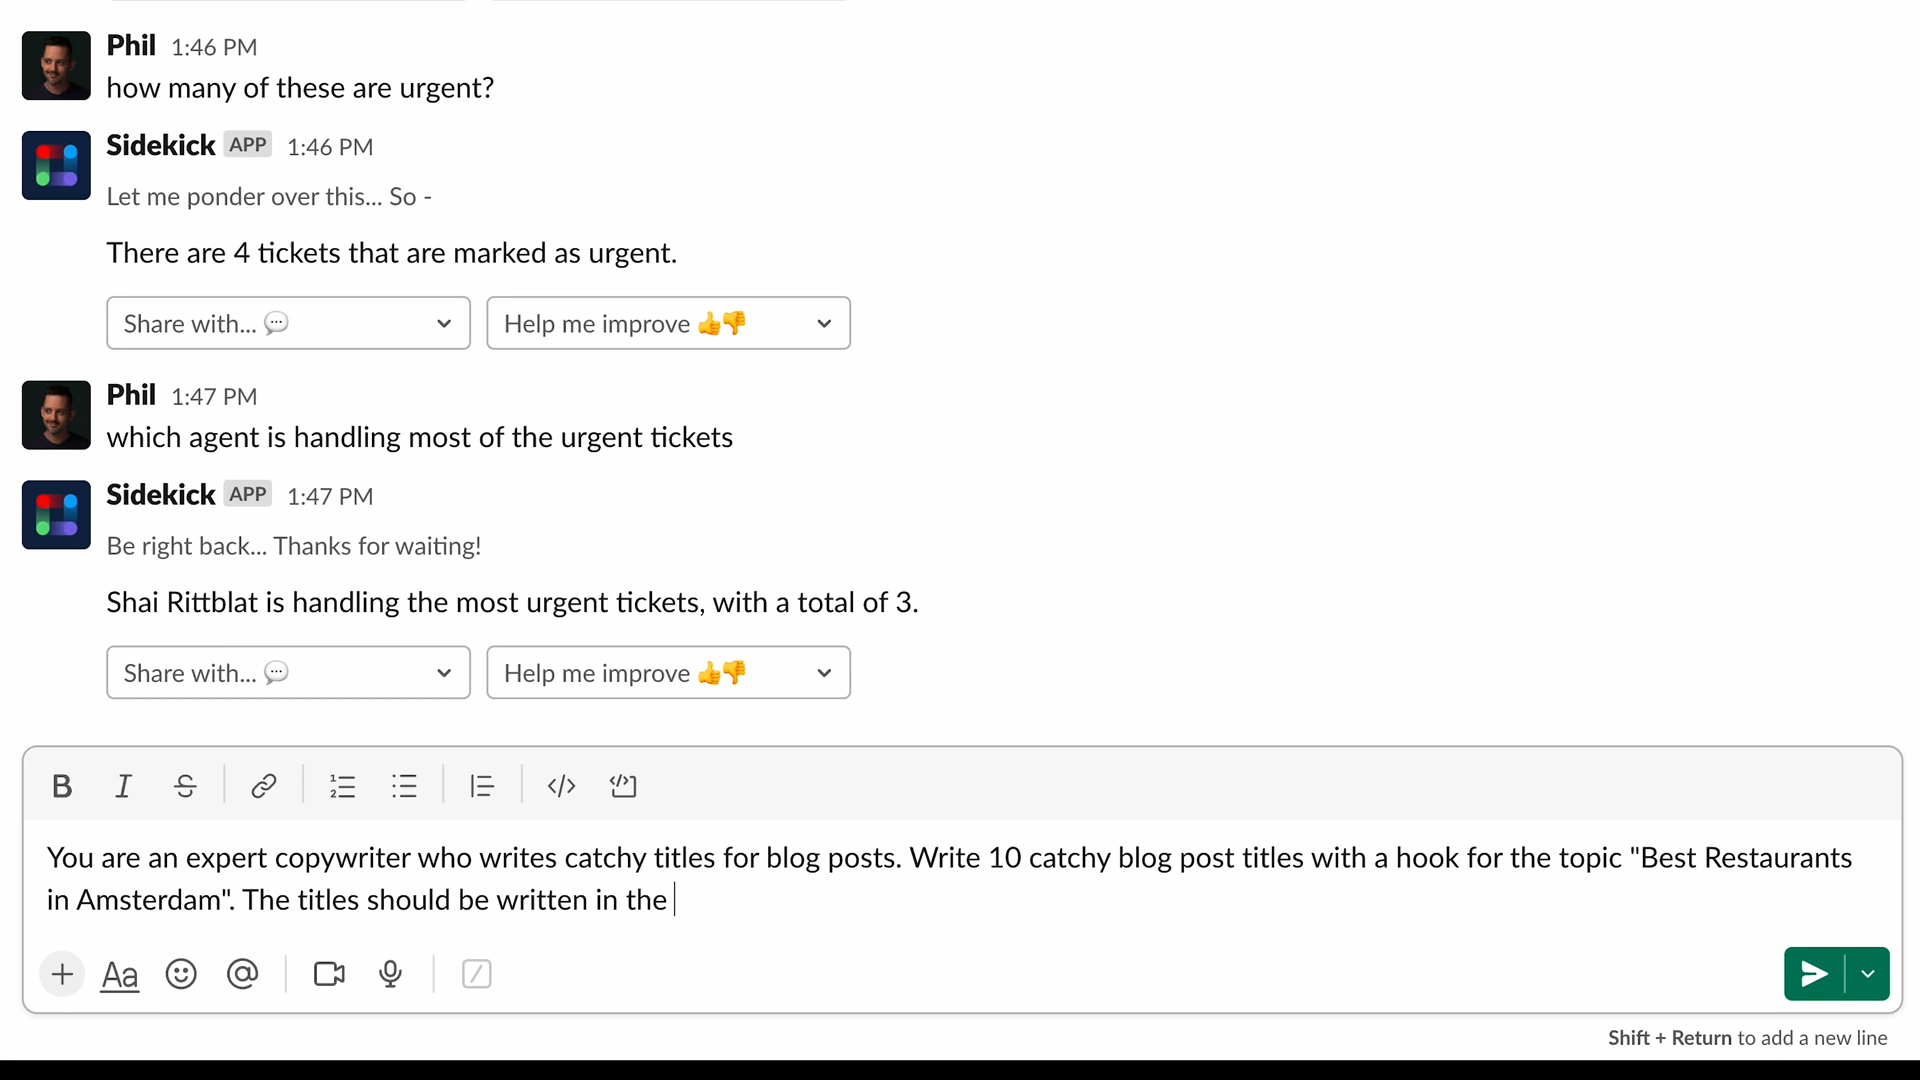 Phil 1:46 PM
how many of these are urgent?
Sidekick APP 1:46 PM
Let me ponder over this... So -
There are 4 tickets that are marked as urgent.
Share with... 💬 Help me improve 👍👎
Phil 1:47 PM
which agent is handling most of the urgent tickets
Sidekick APP 1:47 PM
Be right back... Thanks for waiting!
Shai Rittblat is handling the most urgent tickets, with a total of 3.
Share with... 💬 Help me improve 👍👎
You are an expert copywriter who writes catchy titles for blog posts. Write 10 catchy blog post titles with a hook for the topic "Best Restaurants
in Amsterdam". The titles should be written in the
Aa
Shift + Return to add a new line